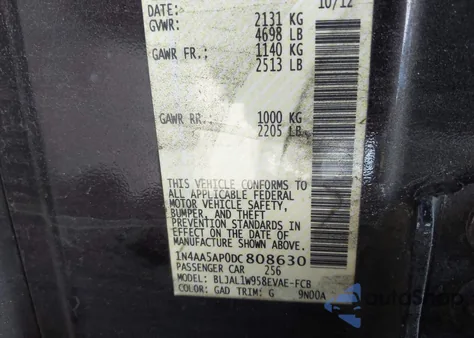 DATE: 10/12
GVWR: 2131 KG
4698 LB
GAWR FR.: 1140 KG
2513 LB
GAWR RR.: 1000 KG
2205 LB
THIS VEHICLE CONFORMS TO
ALL APPLICABLE FEDERAL
MOTOR VEHICLE SAFETY,
BUMPER, AND THEFT
PREVENTION STANDARDS IN
EFFECT ON THE DATE OF
MANUFACTURE SHOWN ABOVE.
1N4AA5AP0DC808630
PASSENGER CAR 256
MODEL: BLJAL1W958EVAE-FCB
COLOR: GAD TRIM: G 9N00A
AutoShop